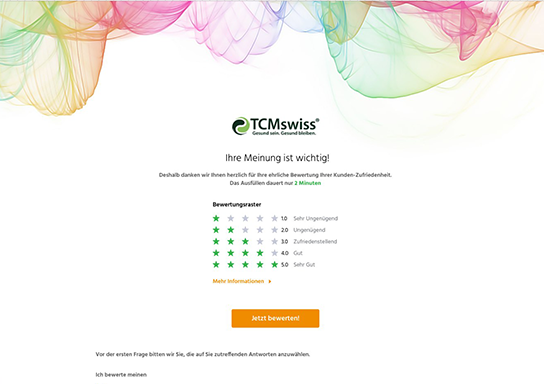 TCMswiss®
Gesund sein. Gesund bleiben.
Ihre Meinung ist wichtig!
Deshalb danken wir Ihnen herzlich für Ihre ehrliche Bewertung Ihrer Kunden-Zufriedenheit.
Das Ausfüllen dauert nur 2 Minuten
Bewertungsraster
1.0 Sehr Ungenügend
2.0 Ungenügend
3.0 Zufriedenstellend
4.0 Gut
5.0 Sehr Gut
Mehr Informationen
Jetzt bewerten!
Vor der ersten Frage bitten wir Sie, die auf Sie zutreffenden Antworten anzuwählen.
Ich bewerte meinen